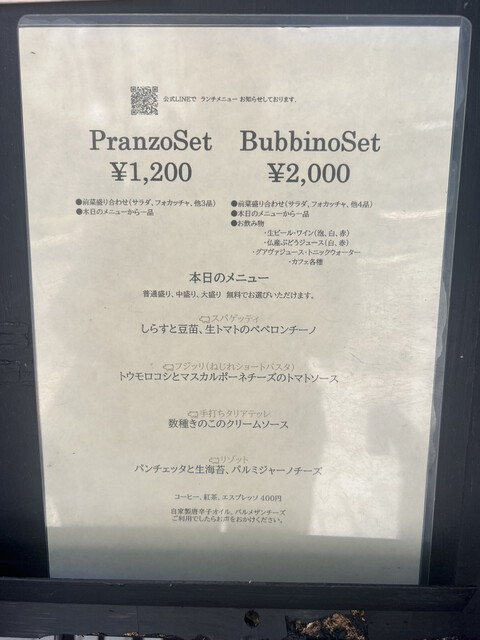 公式LINEで ランチメニュー お知らせしております。
PranzoSet
¥1,200
●前菜盛り合わせ(サラダ、フォカッチャ、他3品)
●本日のメニューから一品
BubbinoSet
¥2,000
●前菜盛り合わせ(サラダ、フォカッチャ、他4品)
●本日のメニューから一品
●お飲み物
・生ビール・ワイン(泡、白、赤)
・仏産ぶどうジュース(白、赤)
・グアヴァジュース・トニックウォーター
・カフェ各種
本日のメニュー
普通盛り、中盛り、大盛り 無料でお選びいただけます。
スパゲッティ
しらすと豆苗、生トマトのペペロンチーノ
フジッリ(ねじれショートパスタ)
トウモロコシとマスカルポーネチーズのトマトソース
手打ちタリアテッレ
数種きのこのクリームソース
リゾット
パンチェッタと生海苔、パルミジャーノチーズ
コーヒー、紅茶、エスプレッソ 400円
自家製唐辛子オイル、パルメザンチーズ
ご利用でしたらお声をおかけください。